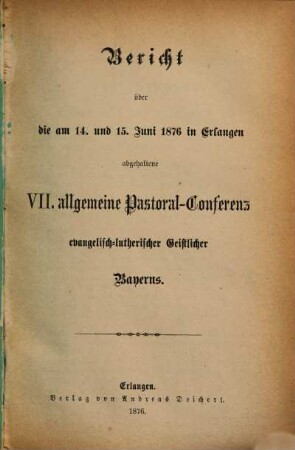 Bericht
über
die am 14. und 15. Juni 1876 in Erlangen
abgehaltene
VII. allgemeine Pastoral-Conferenz
evangelisch-lutherischer Geistlicher
Bayerns.
Erlangen.
Verlag von Andreas Deichert.
1876.